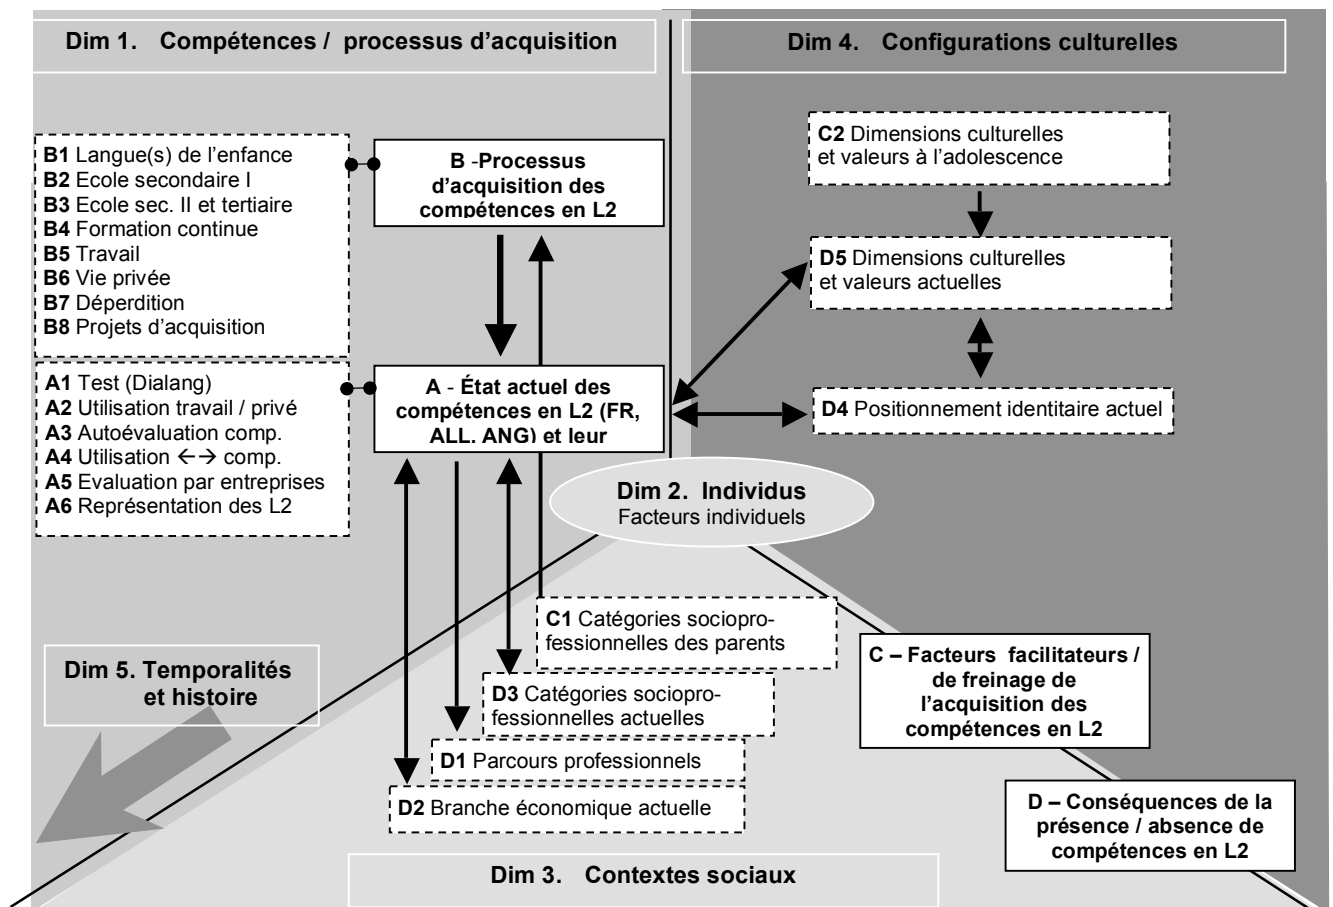 Dim 1. Compétences / processus d'acquisition
Dim 4. Configurations culturelles
B1 Langue(s) de l'enfance
B2 Ecole secondaire I
B3 Ecole sec. II et tertiaire
B4 Formation continue
B5 Travail
B6 Vie privée
B7 Déperdition
B8 Projets d'acquisition
B -Processus
d'acquisition des
compétences en L2
C2 Dimensions culturelles
et valeurs à l'adolescence
D5 Dimensions culturelles
et valeurs actuelles
A1 Test (Dialang)
A2 Utilisation travail / privé
A3 Autoévaluation comp.
A4 Utilisation ←→ comp.
A5 Evaluation par entreprises
A6 Représentation des L2
A - État actuel des
compétences en L2 (FR,
ALL. ANG) et leur
D4 Positionnement identitaire actuel
Dim 2. Individus
Facteurs individuels
C1 Catégories sociopro-
fessionnelles des parents
D3 Catégories sociopro-
fessionnelles actuelles
D1 Parcours professionnels
D2 Branche économique actuelle
Dim 5. Temporalités
et histoire
C – Facteurs facilitateurs /
de freinage de
l'acquisition des
compétences en L2
D – Conséquences de la
présence / absence de
compétences en L2
Dim 3. Contextes sociaux